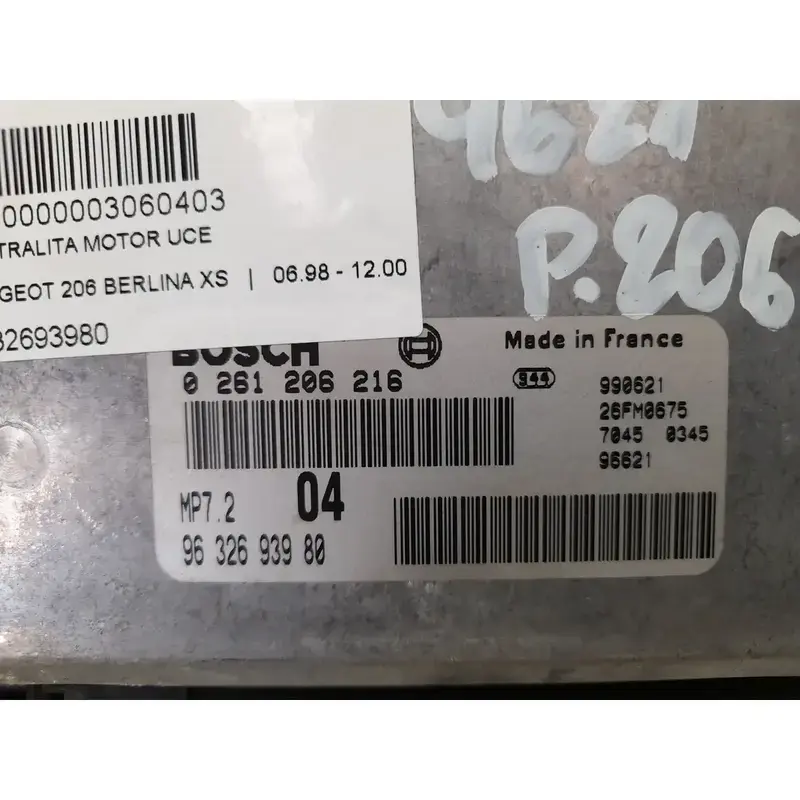 0000003060403
TRALITA MOTOR UCE
GEOT 206 BERLINA XS | 06.98 - 12.00
32693980
9621
P.206
BOSCH
Made in France
0 261 206 216
944
990621
26FM0675
7045 0345
96621
MP7.2 04
96 326 939 80